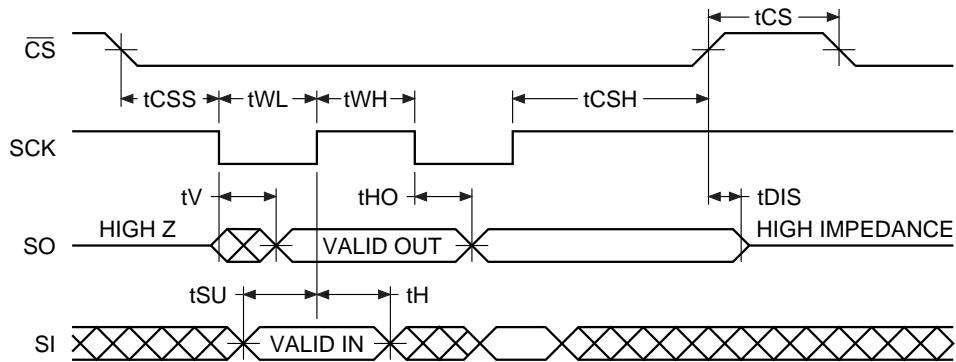 tCS
CS
tCSS tWL tWH tCSH
SCK
tV tHO tDIS
HIGH Z VALID OUT HIGH IMPEDANCE
SO
tSU tH
SI VALID IN